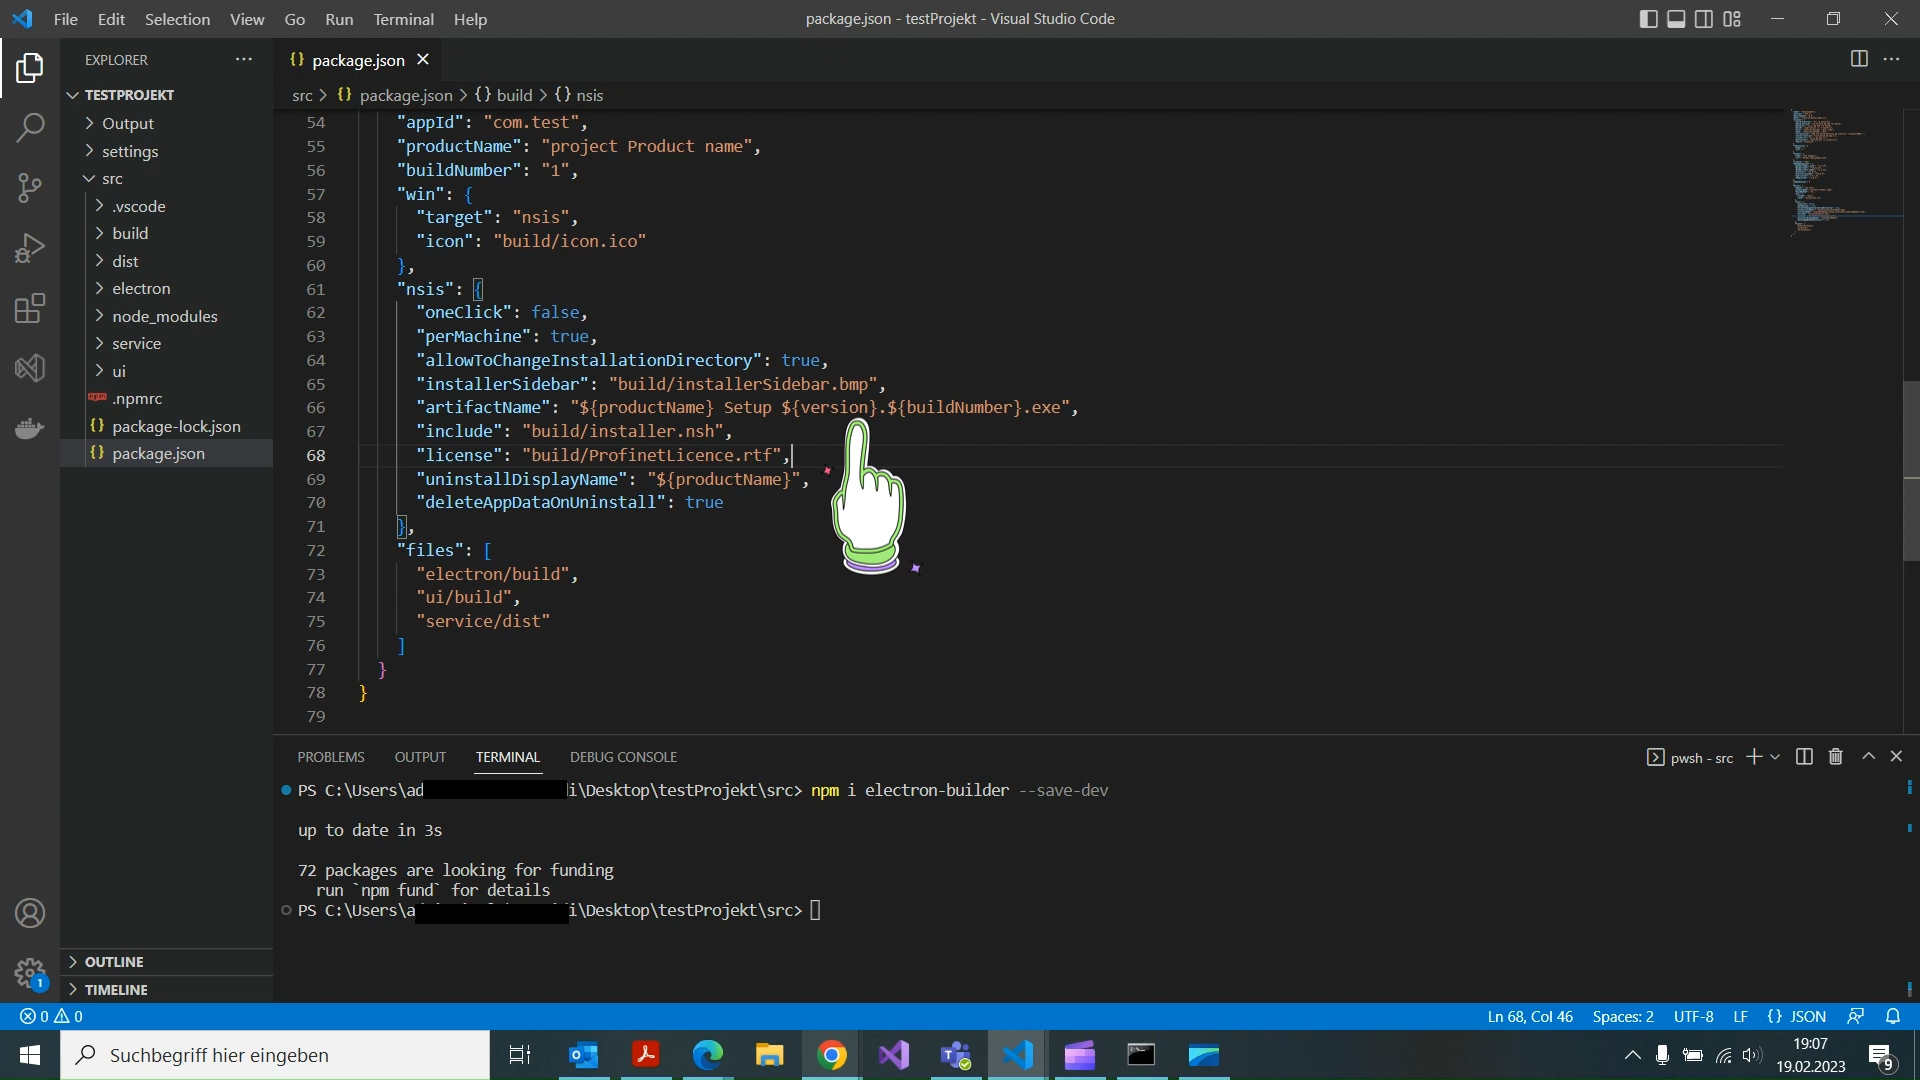 File Edit Selection View Go Run Terminal Help
package.json - testProjekt - Visual Studio Code
EXPLORER
TESTPROJEKT
Output
settings
src
.vscode
build
dist
electron
node_modules
service
ui
.npmrc
package-lock.json
package.json
OUTLINE
TIMELINE
package.json
src > {} package.json > {} build > {} nsis
54 "appId": "com.test",
55 "productName": "project Product name",
56 "buildNumber": "1",
57 "win": {
58 "target": "nsis",
59 "icon": "build/icon.ico"
60 },
61 "nsis": {
62 "oneClick": false,
63 "perMachine": true,
64 "allowToChangeInstallationDirectory": true,
65 "installerSidebar": "build/installerSidebar.bmp",
66 "artifactName": "${productName} Setup ${version}.${buildNumber}.exe",
67 "include": "build/installer.nsh",
68 "license": "build/ProfinetLicence.rtf",
69 "uninstallDisplayName": "${productName}",
70 "deleteAppDataOnUninstall": true
71 },
72 "files": [
73 "electron/build",
74 "ui/build",
75 "service/dist"
76 ]
77 }
78 }
79
PROBLEMS OUTPUT TERMINAL DEBUG CONSOLE
pwsh - src
PS C:\Users\ad i\Desktop\testProjekt\src> npm i electron-builder --save-dev
up to date in 3s
72 packages are looking for funding
run `npm fund` for details
PS C:\Users\a i\Desktop\testProjekt\src>
1
0 0
Ln 68, Col 46 Spaces: 2 UTF-8 LF {} JSON
Suchbegriff hier eingeben
19:07
19.02.2023
9